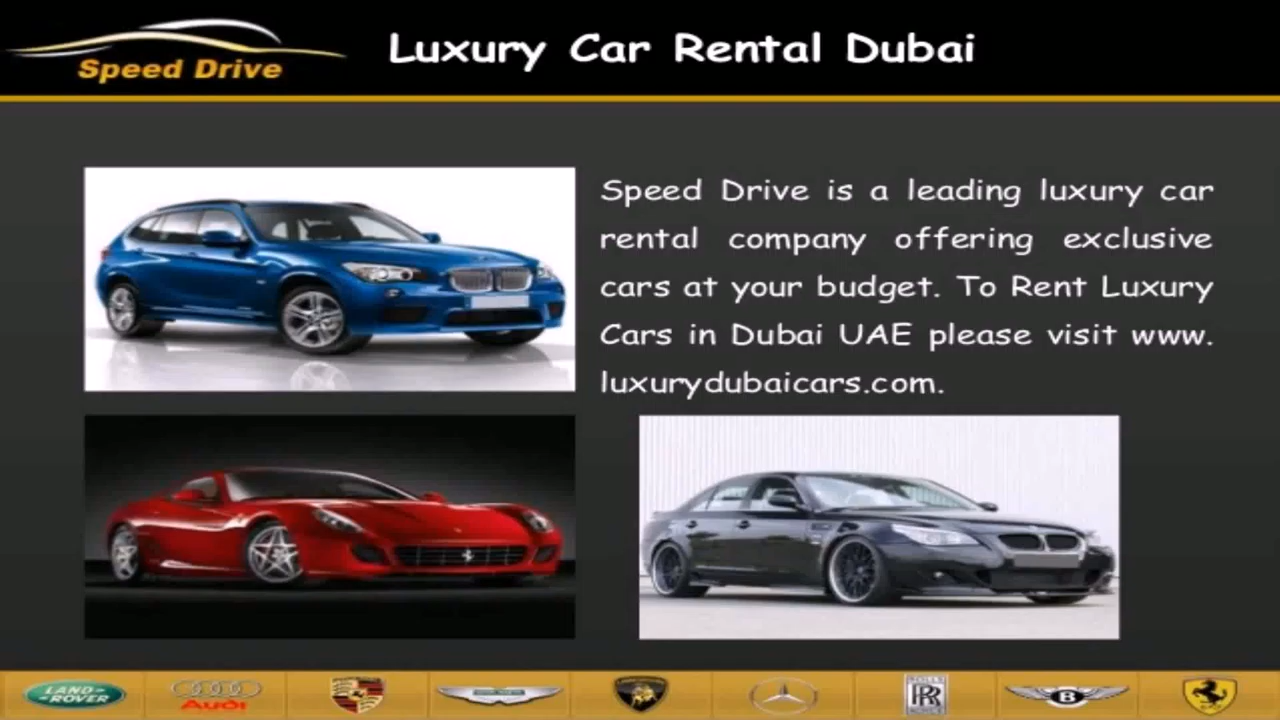 Speed Drive
Luxury Car Rental Dubai
Speed Drive is a leading luxury car
rental company offering exclusive
cars at your budget. To Rent Luxury
Cars in Dubai UAE please visit www.
luxurydubaicars.com.
LAND
ROVER
Audi
RR
B